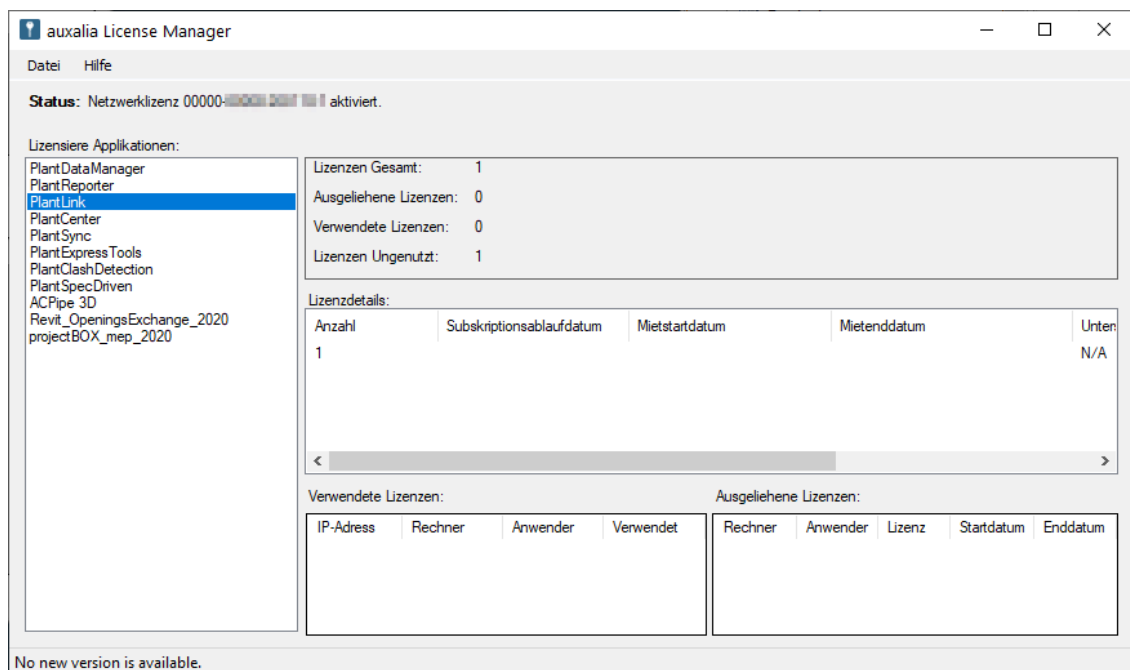 auxalia License Manager
Datei Hilfe
Status: Netzwerklizenz 00000- aktiviert.
Lizensiere Applikationen:
PlantDataManager
PlantReporter
PlantLink
PlantCenter
PlantSync
PlantExpressTools
PlantClashDetection
PlantSpecDriven
ACPipe 3D
Revit_OpeningsExchange_2020
projectBOX_mep_2020
Lizenzen Gesamt: 1
Ausgeliehene Lizenzen: 0
Verwendete Lizenzen: 0
Lizenzen Ungenutzt: 1
Lizenzdetails:
Anzahl Subskriptionsablaufdatum Mietstartdatum Mietenddatum Unters
1 N/A
Verwendete Lizenzen:
IP-Adress Rechner Anwender Verwendet
Ausgeliehene Lizenzen:
Rechner Anwender Lizenz Startdatum Enddatum
No new version is available.